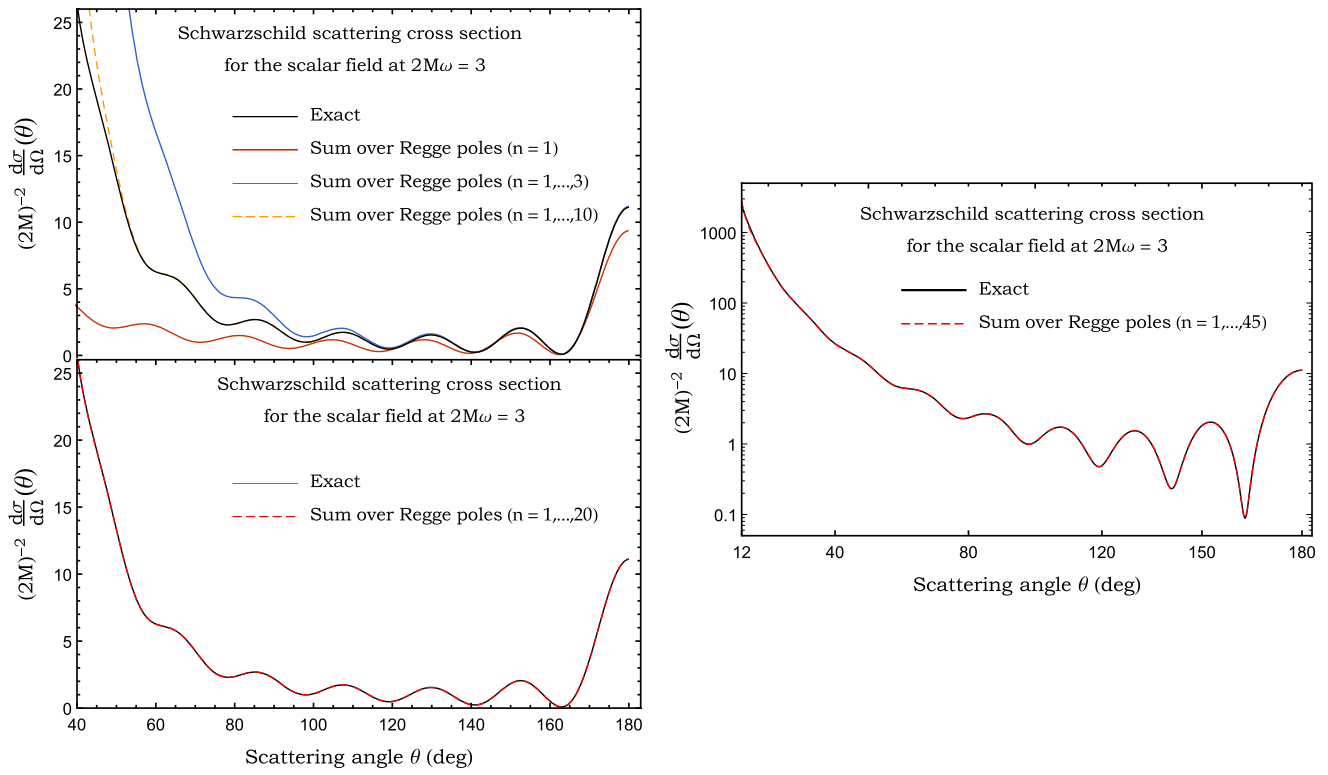 Schwarzschild scattering cross section
for the scalar field at 2Mω = 3
Exact
Sum over Regge poles (n = 1)
Sum over Regge poles (n = 1,...,3)
Sum over Regge poles (n = 1,...,10)
(2M)⁻² dσ/dΩ (θ)
25
20
15
10
5
0
Schwarzschild scattering cross section
for the scalar field at 2Mω = 3
Exact
Sum over Regge poles (n = 1,...,20)
(2M)⁻² dσ/dΩ (θ)
25
20
15
10
5
0
40 60 80 100 120 140 160 180
Scattering angle θ (deg)
Schwarzschild scattering cross section
for the scalar field at 2Mω = 3
Exact
Sum over Regge poles (n = 1,...,45)
(2M)⁻² dσ/dΩ (θ)
1000
100
10
1
0.1
12 40 80 120 150 180
Scattering angle θ (deg)